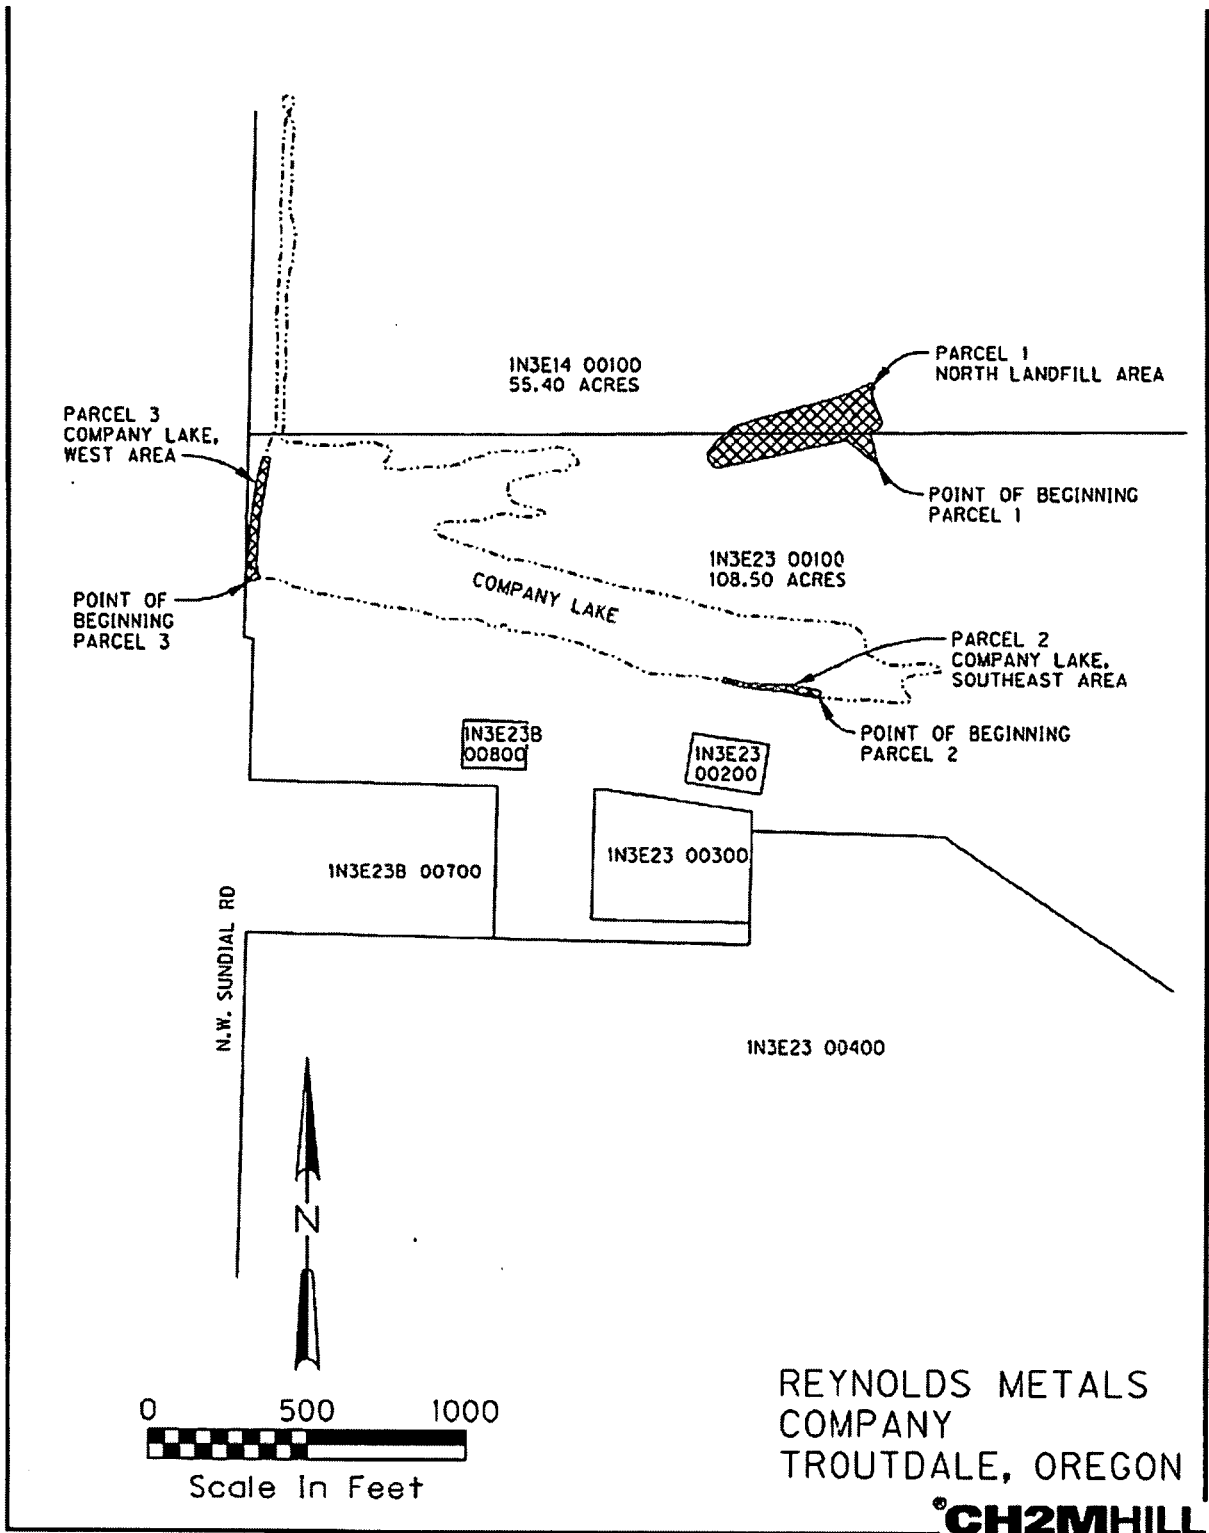 1N3E14 00100
55.40 ACRES
PARCEL 1
NORTH LANDFILL AREA
PARCEL 3
COMPANY LAKE,
WEST AREA
POINT OF BEGINNING
PARCEL 1
1N3E23 00100
108.50 ACRES
COMPANY LAKE
POINT OF
BEGINNING
PARCEL 3
PARCEL 2
COMPANY LAKE,
SOUTHEAST AREA
POINT OF BEGINNING
PARCEL 2
1N3E23B
00800
1N3E23
00200
1N3E23 00300
1N3E23B 00700
N.W. SUNDIAL RD
1N3E23 00400
N
0 500 1000
Scale In Feet
REYNOLDS METALS
COMPANY
TROUTDALE, OREGON
®CH2MHILL